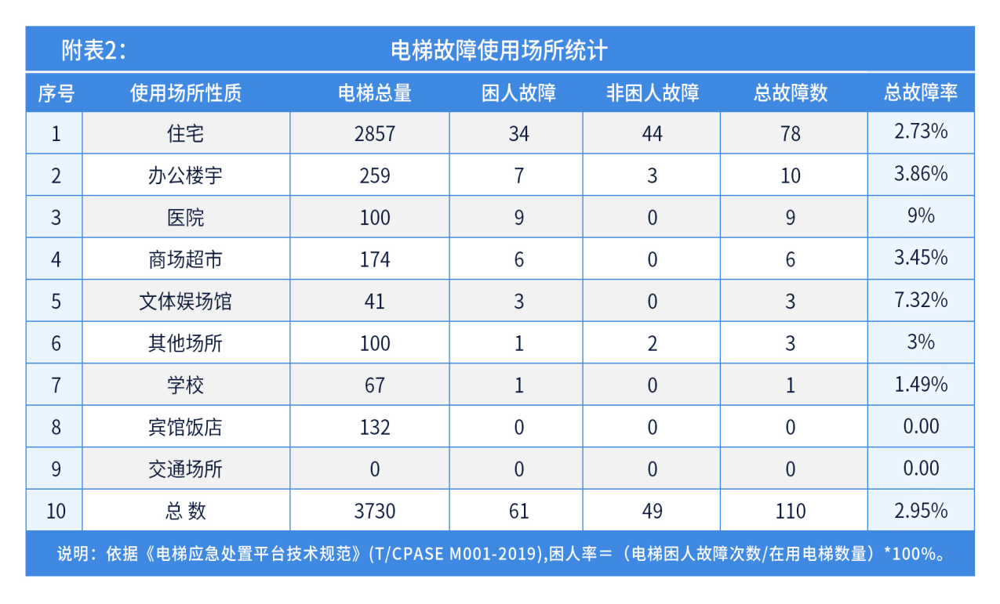 附表2： 电梯故障使用场所统计
序号 使用场所性质 电梯总量 困人故障 非困人故障 总故障数 总故障率
1 住宅 2857 34 44 78 2.73%
2 办公楼宇 259 7 3 10 3.86%
3 医院 100 9 0 9 9%
4 商场超市 174 6 0 6 3.45%
5 文体娱场馆 41 3 0 3 7.32%
6 其他场所 100 1 2 3 3%
7 学校 67 1 0 1 1.49%
8 宾馆饭店 132 0 0 0 0.00
9 交通场所 0 0 0 0 0.00
10 总 数 3730 61 49 110 2.95%
说明：依据《电梯应急处置平台技术规范》(T/CPASE M001-2019),困人率＝（电梯困人故障次数/在用电梯数量）*100%。